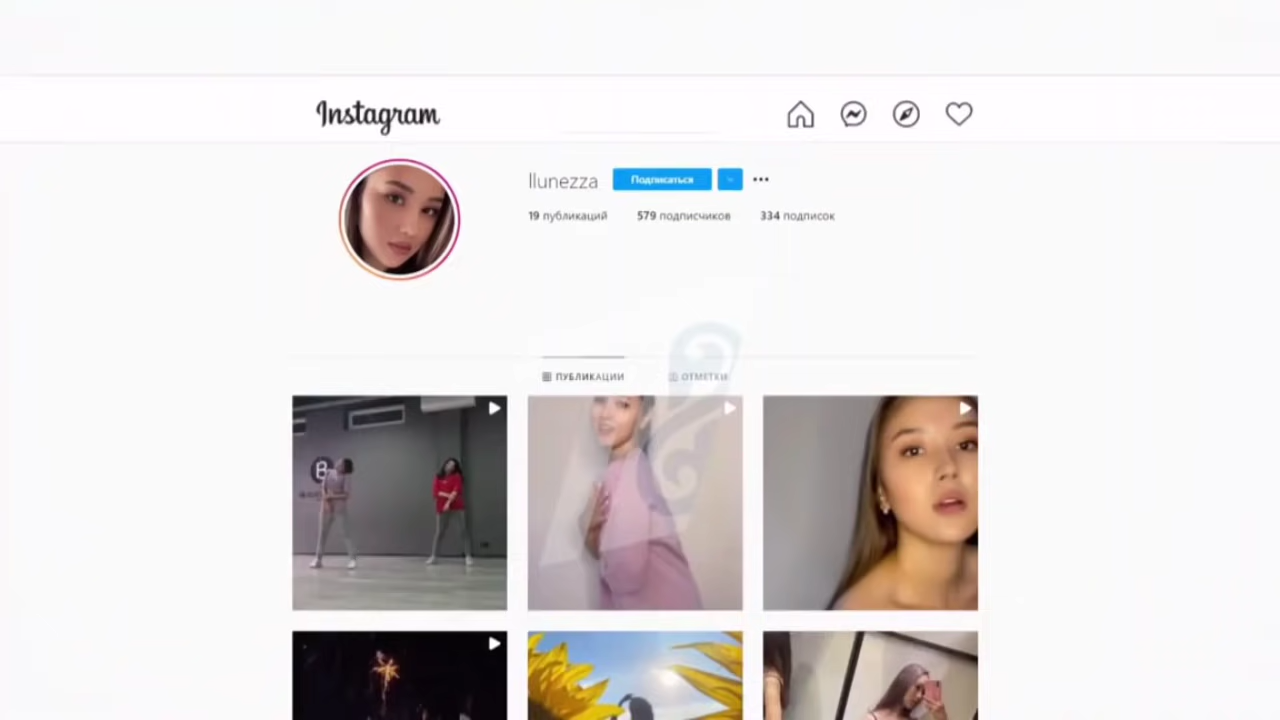 Instagram
llunezza Подписаться
19 публикаций 579 подписчиков 334 подписок
ПУБЛИКАЦИИ ОТМЕТКИ
B